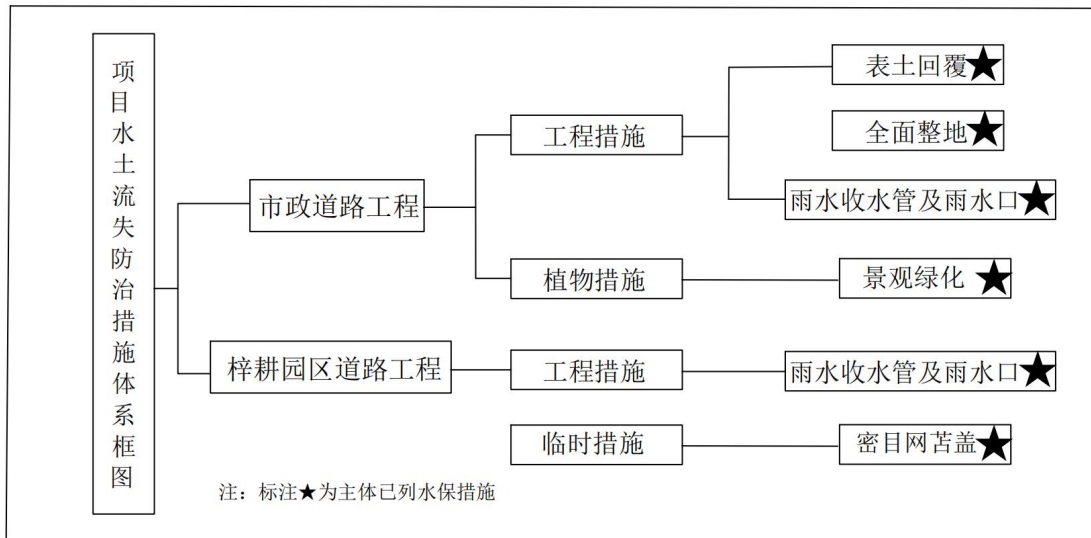 项目水土流失防治措施体系框图
市政道路工程
工程措施
表土回覆★
全面整地★
雨水收水管及雨水口★
植物措施
景观绿化★
梓耕园区道路工程
工程措施
雨水收水管及雨水口★
临时措施
密目网苫盖★
注：标注★为主体已列水保措施